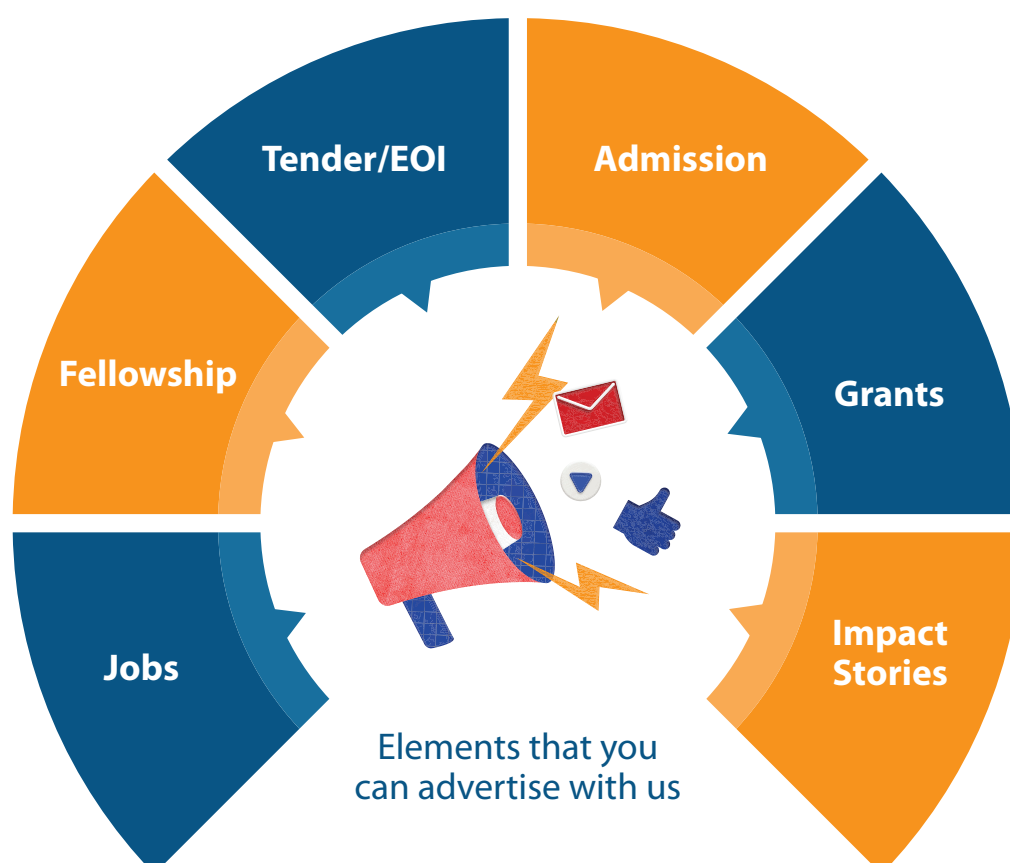 Tender/EOI
Admission
Fellowship
Grants
Jobs
Impact
Stories
Elements that you
can advertise with us